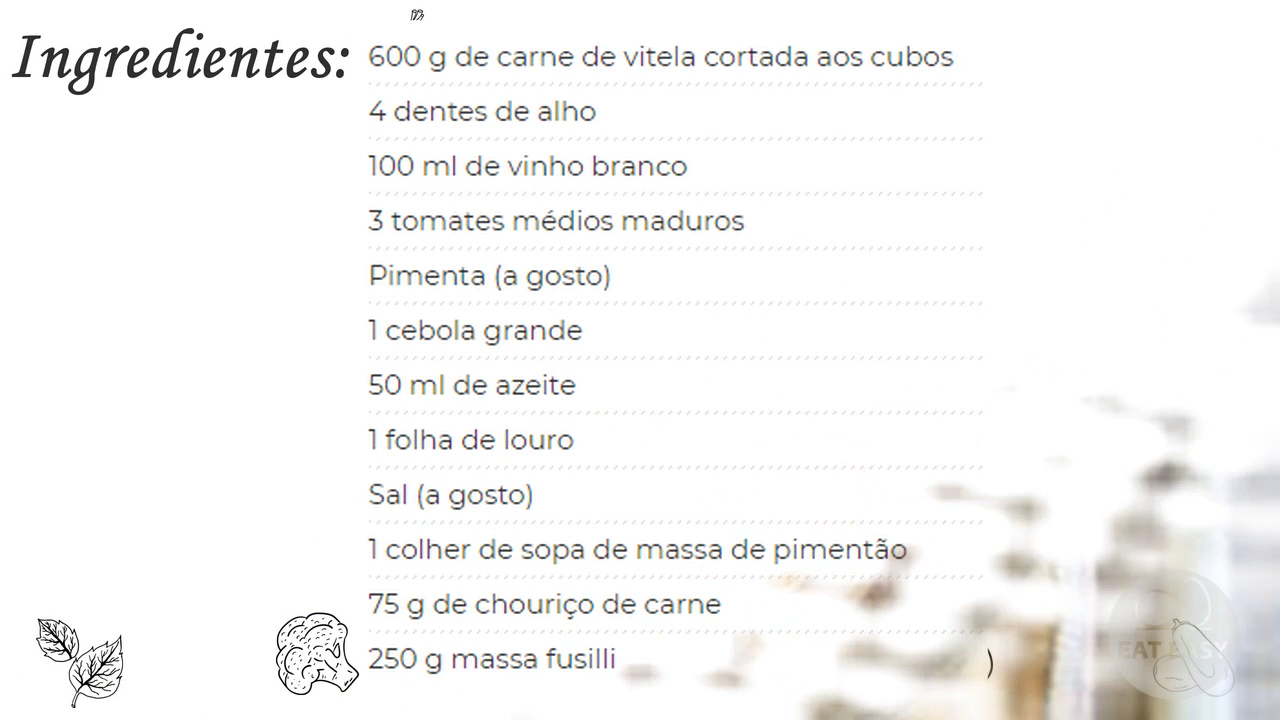 Ingredientes:
600 g de carne de vitela cortada aos cubos
4 dentes de alho
100 ml de vinho branco
3 tomates médios maduros
Pimenta (a gosto)
1 cebola grande
50 ml de azeite
1 folha de louro
Sal (a gosto)
1 colher de sopa de massa de pimentão
75 g de chouriço de carne
250 g massa fusilli
EAT EASY